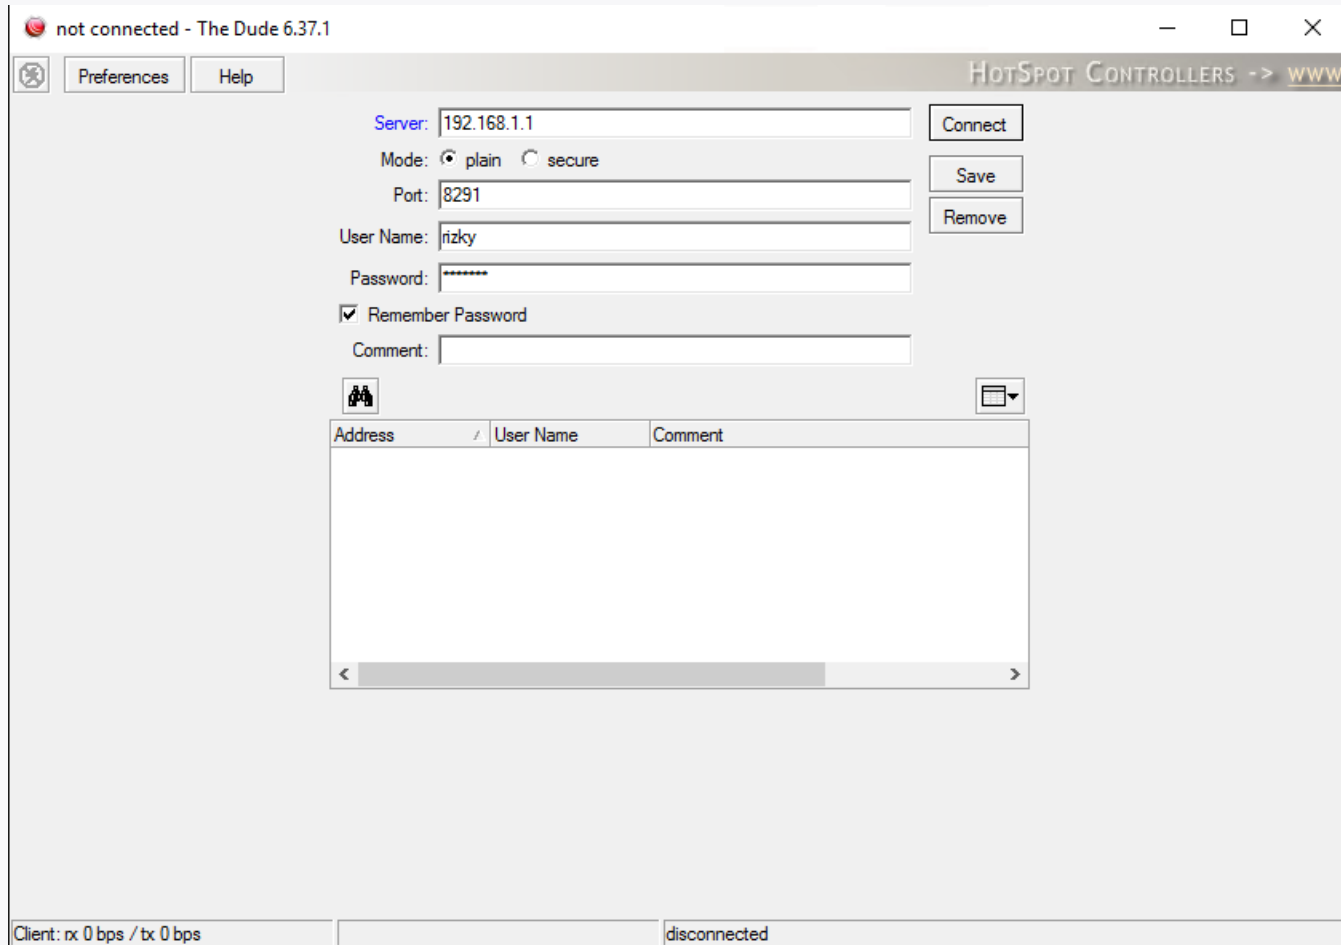 not connected - The Dude 6.37.1
Preferences Help HotSpot Controllers -> www
Server: 192.168.1.1 Connect
Mode: plain secure
Save
Port: 8291
Remove
User Name: rizky
Password: *******
Remember Password
Comment:
Address User Name Comment
Client: rx 0 bps / tx 0 bps disconnected